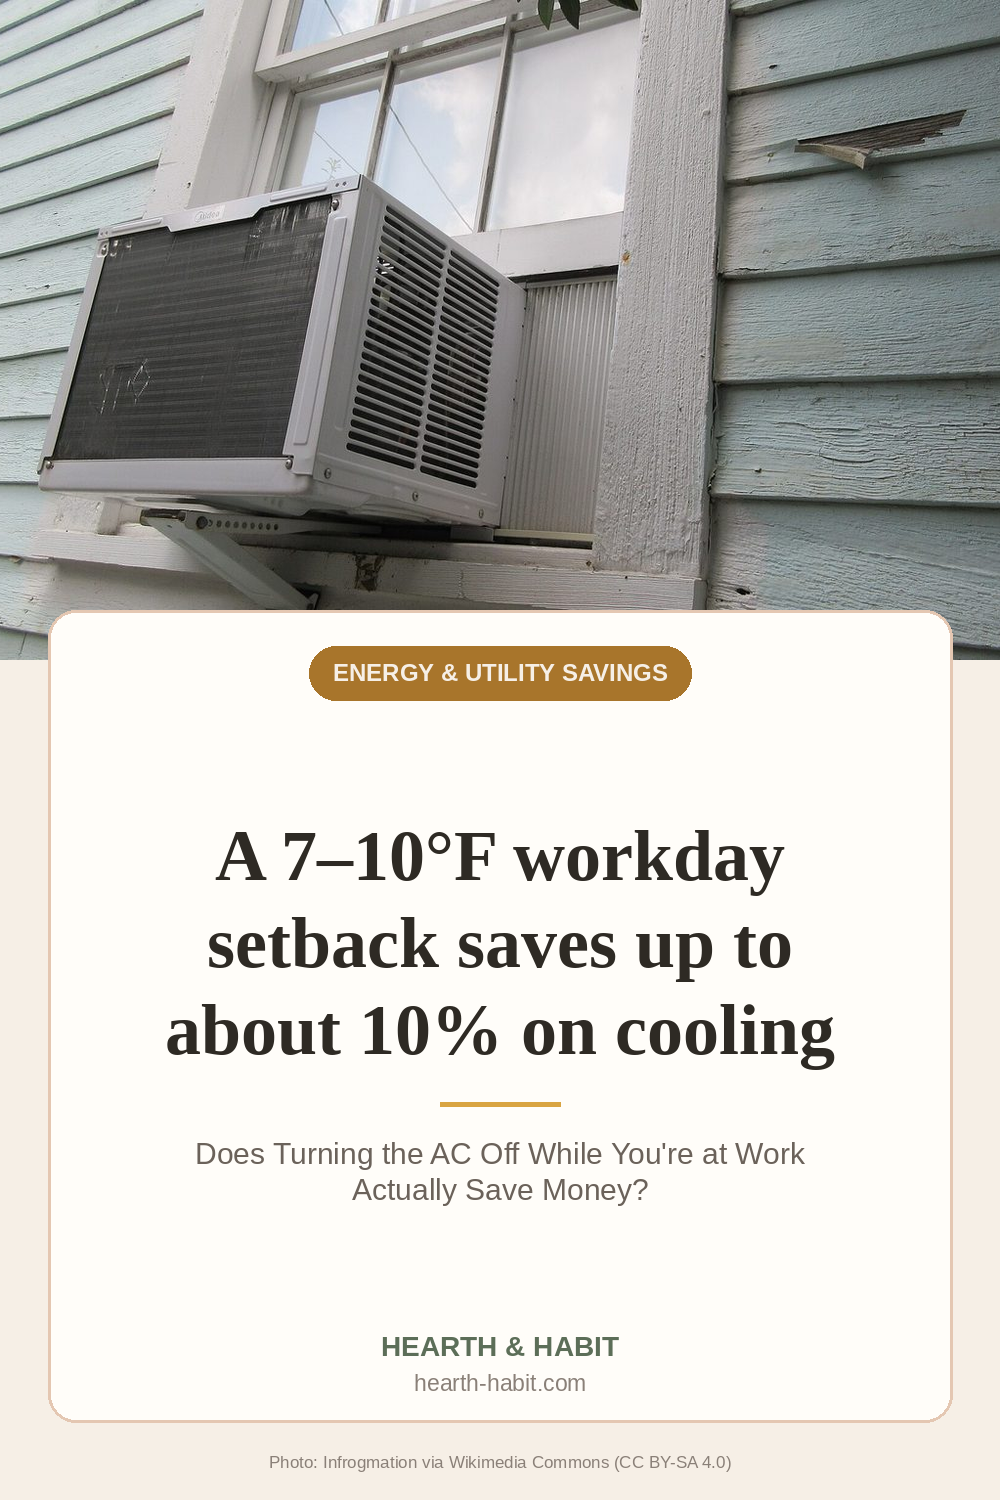 Midea
ENERGY & UTILITY SAVINGS
A 7–10°F workday
setback saves up to
about 10% on cooling
Does Turning the AC Off While You're at Work
Actually Save Money?
HEARTH & HABIT
hearth-habit.com
Photo: Infrogmation via Wikimedia Commons (CC BY-SA 4.0)